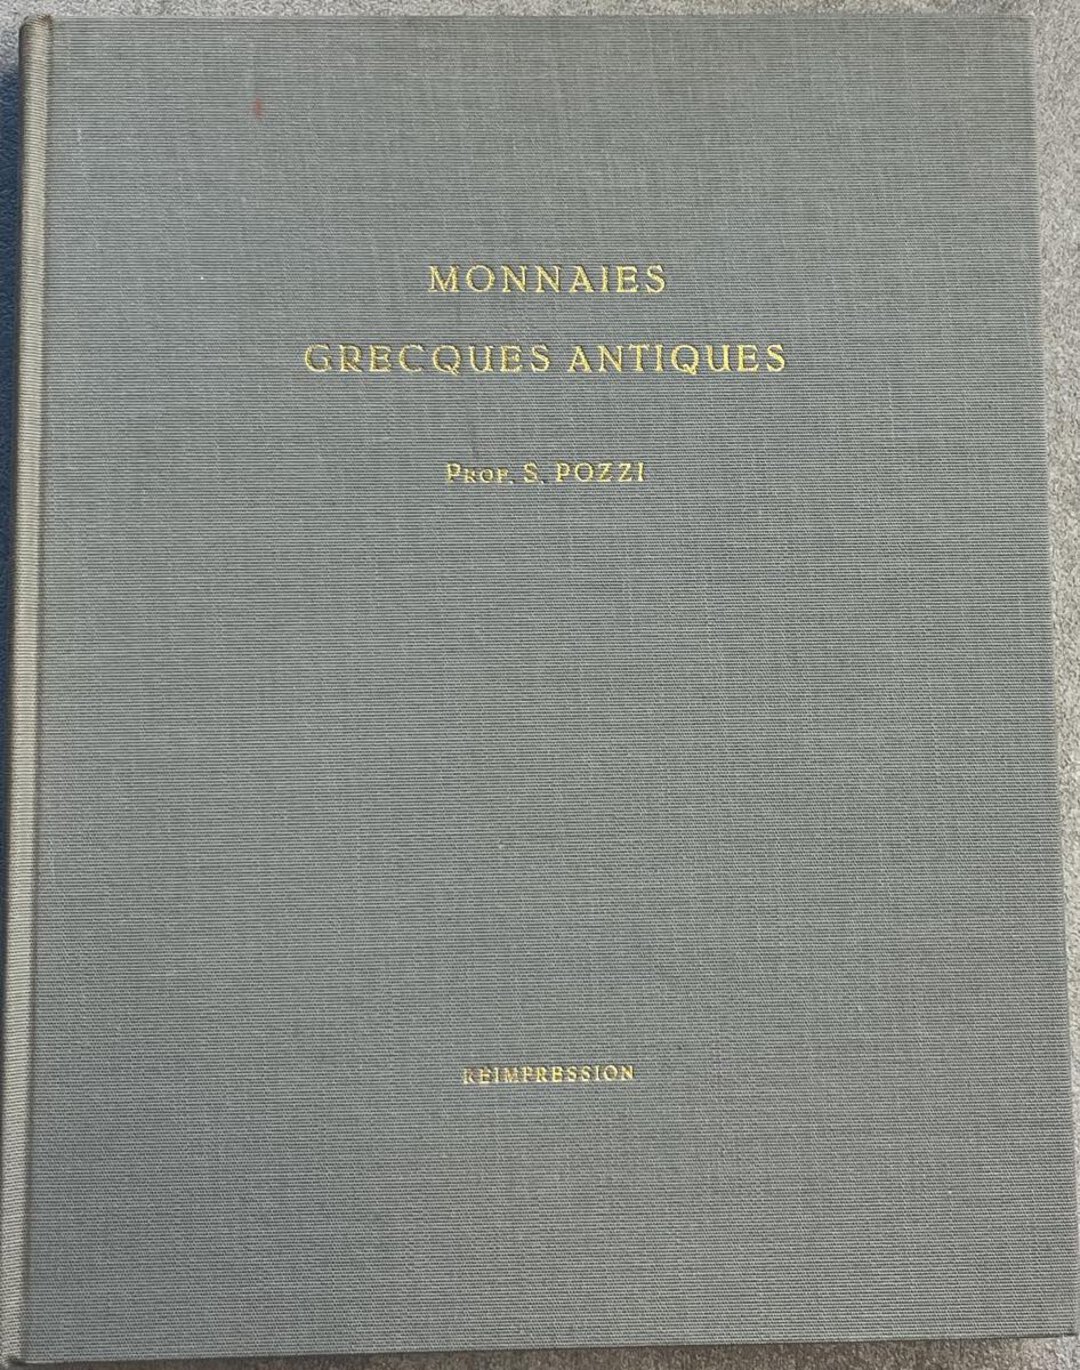 MONNAIES
GRECQUES ANTIQUES
PROF. S. POZZI
REIMPRESSION